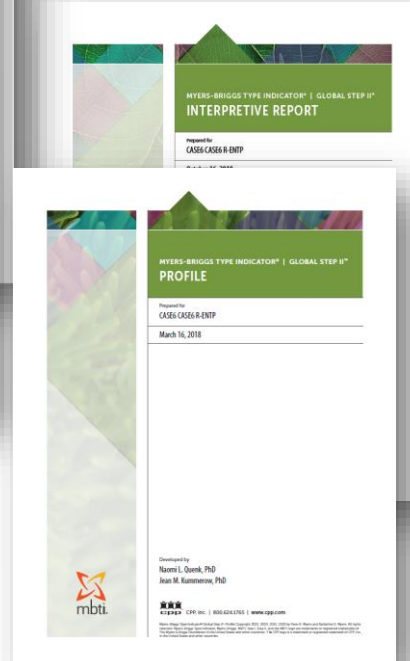 MYERS-BRIGGS TYPE INDICATOR® | GLOBAL STEP II™
INTERPRETIVE REPORT
Prepared for
CASE6 CASE6 R-ENTP
MYERS-BRIGGS TYPE INDICATOR® | GLOBAL STEP II™
PROFILE
Prepared for
CASE6 CASE6 R-ENTP
March 16, 2018
Developed by
Naomi L. Quenk, PhD
Jean M. Kummerow, PhD
mbti
cpp CPP, Inc. | 800.624.1765 | www.cpp.com